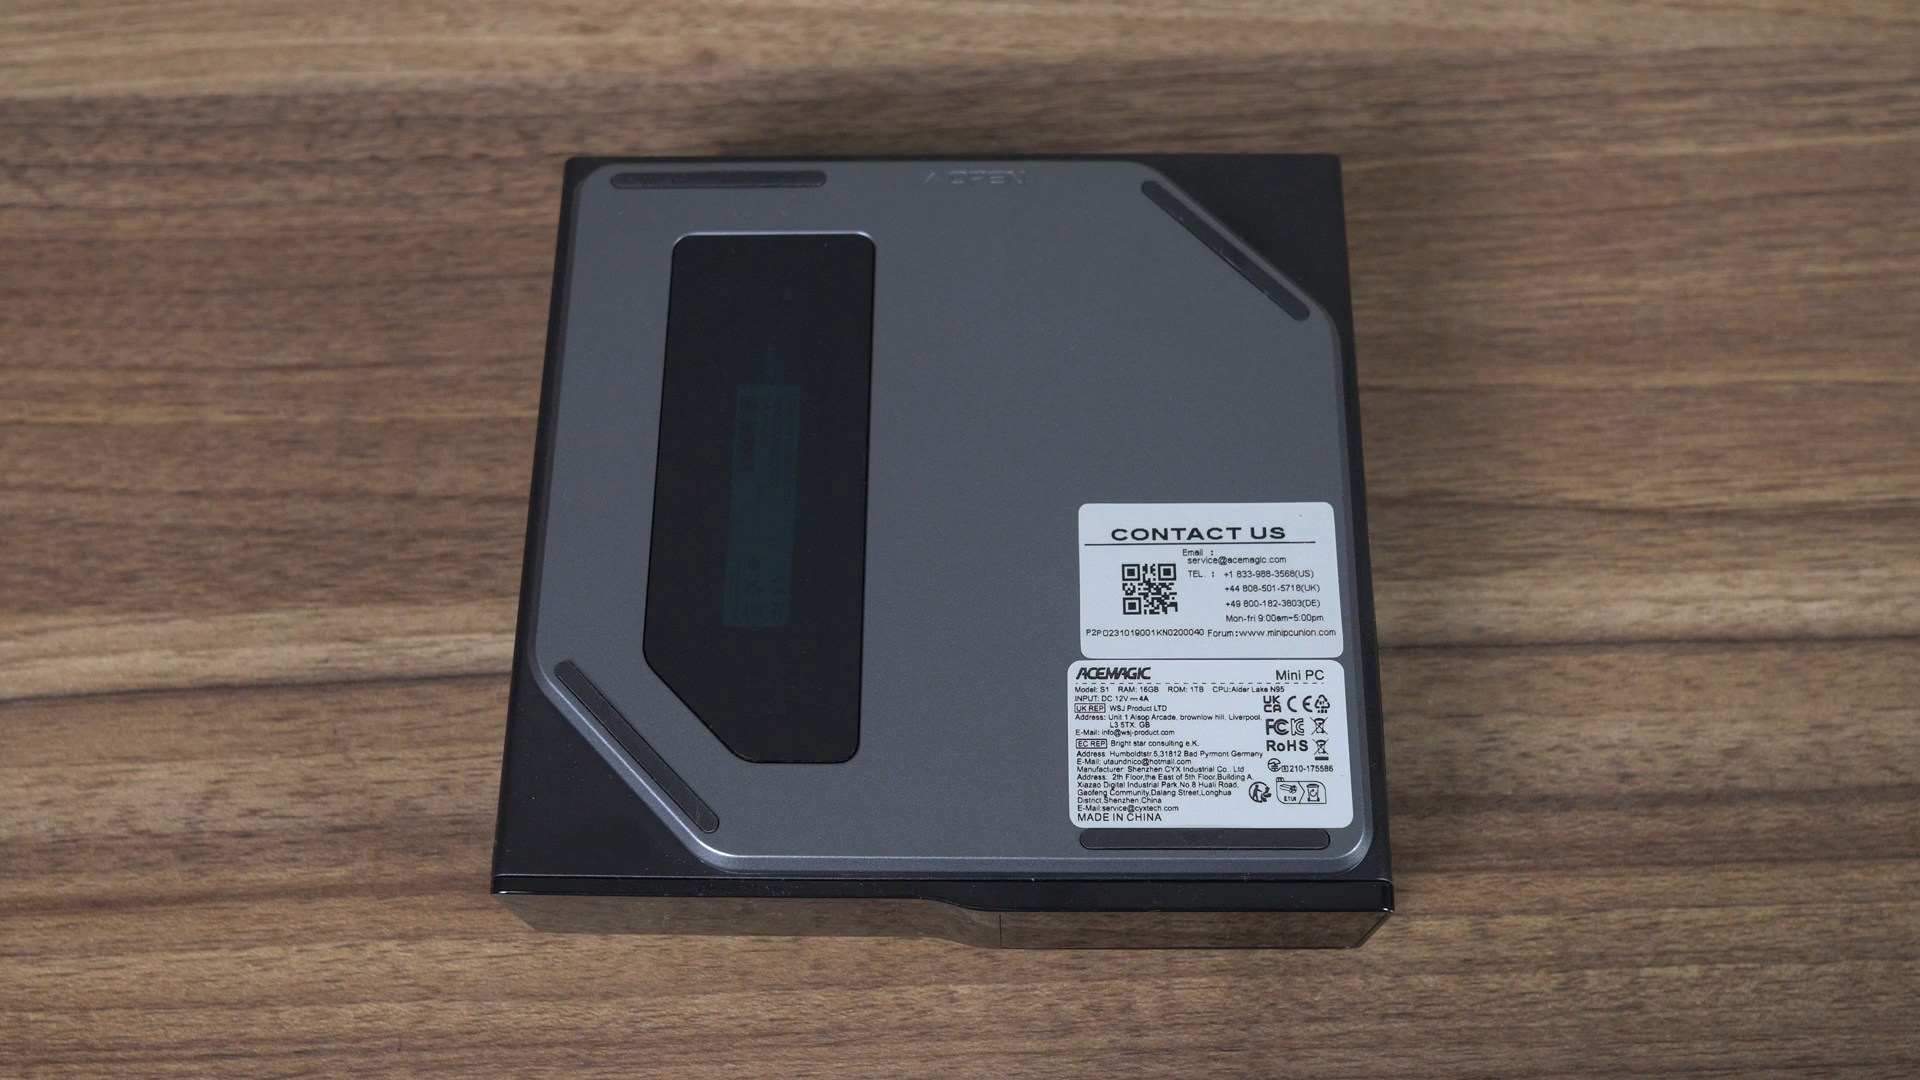 OPEN
CONTACT US
Email :
service@acemagic.com
TEL. : +1 833-988-3568(US)
+44 808-501-5718(UK)
+49 800-182-3803(DE)
Mon-fri 9:00am~5:00pm
P2PO231019001KN0200040 Forum:www.minipcunion.com
ACEMAGIC Mini PC
Model: S1 RAM: 16GB ROM: 1TB CPU:Alder Lake N95
INPUT: DC 12V⎓4A
UK REP WSJ Product LTD
Address: Unit 1 Alsop Arcade, brownlow hill, Liverpool,
L3 5TX, GB
E-Mail: info@wsj-product.com
EC REP Bright star consulting e.K.
Address: Humboldtstr.5,31812 Bad Pyrmont Germany
E-Mail: utaundnico@hotmail.com
Manufacturer: Shenzhen CYX Industrial Co., Ltd
Address: 2th Floor,the East of 5th Floor,Building A,
Xiazao Digital Industrial Park,No.8 Huali Road,
Gaofeng Community,Dalang Street,Longhua
District,Shenzhen,China
E-Mail:service@cyxtech.com
MADE IN CHINA
UK CA CE
FC
RoHS
210-175586